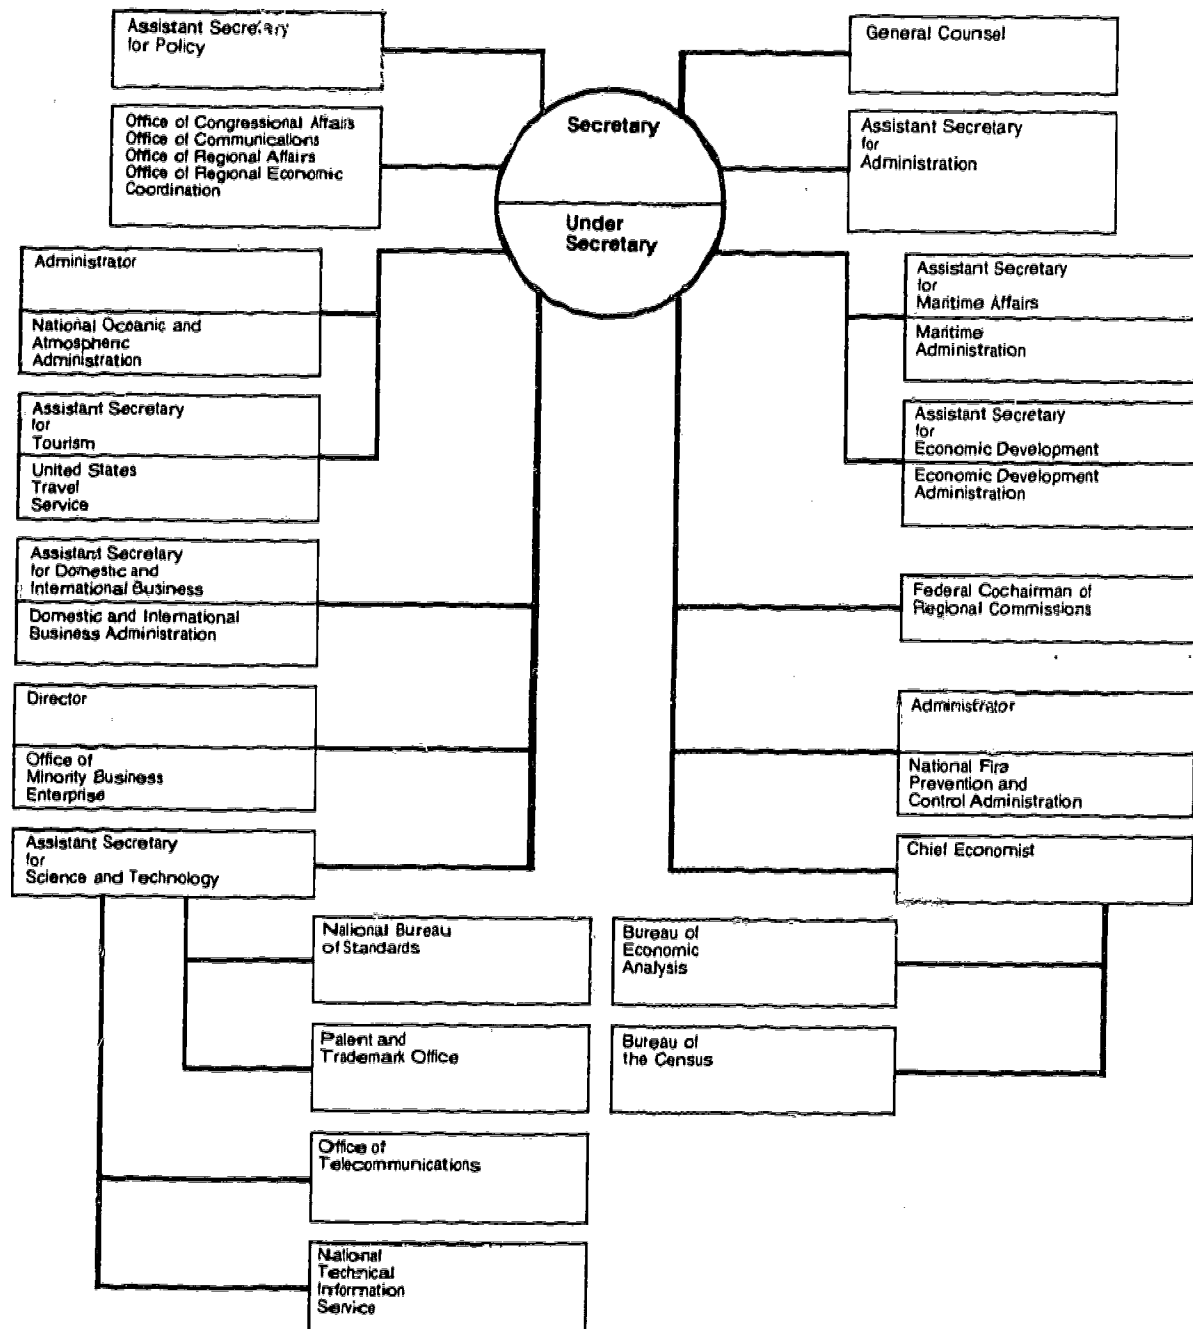 Assistant Secretary
for Policy
General Counsel
Office of Congressional Affairs
Office of Communications
Office of Regional Affairs
Office of Regional Economic
Coordination
Secretary
Under
Secretary
Assistant Secretary
for
Administration
Administrator
National Oceanic and
Atmospheric
Administration
Assistant Secretary
for
Maritime Affairs
Maritime
Administration
Assistant Secretary
for
Tourism
United States
Travel
Service
Assistant Secretary
for
Economic Development
Economic Development
Administration
Assistant Secretary
for Domestic and
International Business
Domestic and International
Business Administration
Federal Cochairman of
Regional Commissions
Director
Office of
Minority Business
Enterprise
Administrator
National Fire
Prevention and
Control Administration
Assistant Secretary
for
Science and Technology
Chief Economist
National Bureau
of Standards
Bureau of
Economic
Analysis
Patent and
Trademark Office
Bureau of
the Census
Office of
Telecommunications
National
Technical
Information
Service